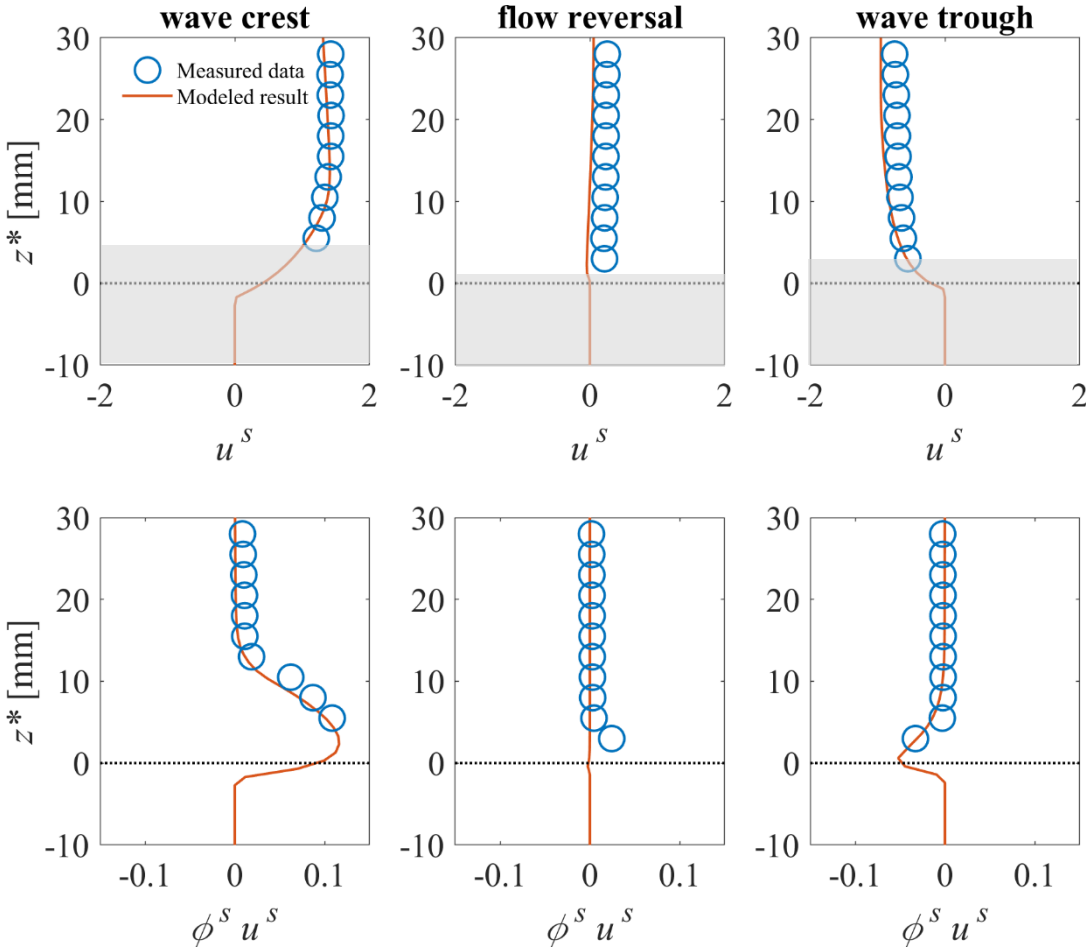 wave crest flow reversal wave trough
30 30 30
Measured data
Modeled result
20 20 20
z* [mm]
10 10 10
0 0 0
-10 -10 -10
-2 0 2 -2 0 2 -2 0 2
u^s u^s u^s
30 30 30
20 20 20
z* [mm]
10 10 10
0 0 0
-10 -10 -10
-0.1 0 0.1 -0.1 0 0.1 -0.1 0 0.1
ϕ^s u^s ϕ^s u^s ϕ^s u^s